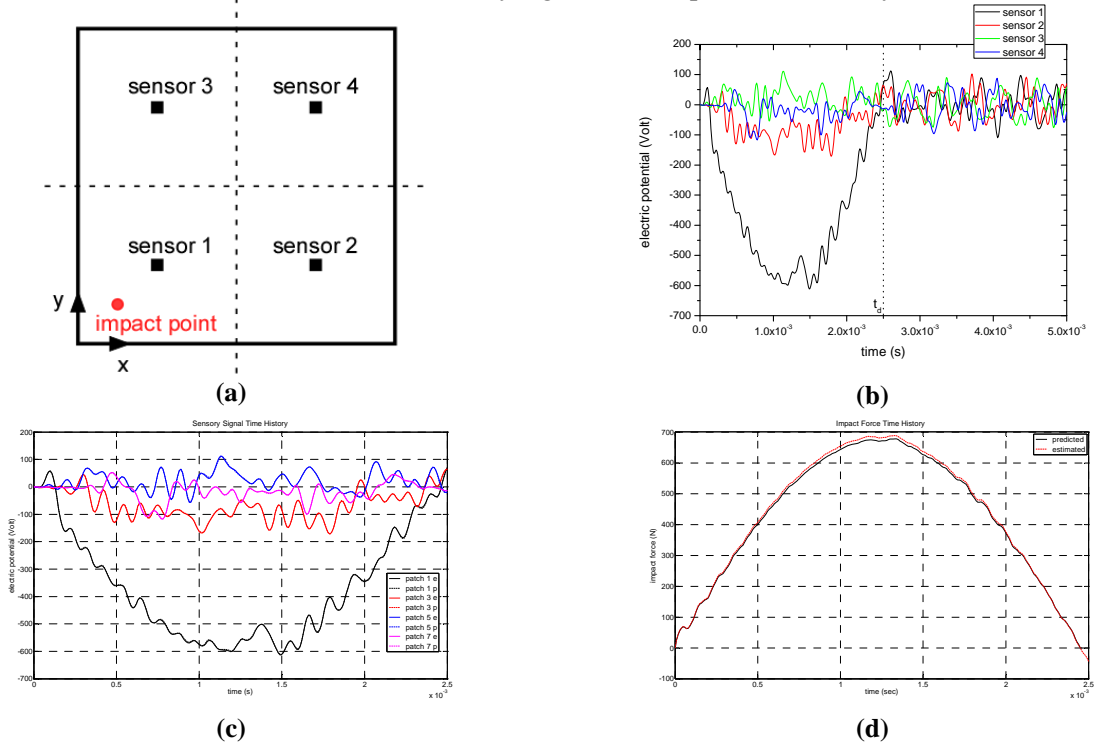 sensor 3
sensor 4
sensor 1
sensor 2
y
impact point
x
(a)
sensor 1
sensor 2
sensor 3
sensor 4
200
100
0
-100
-200
-300
-400
-500
-600
-700
electric potential (Volt)
t_d
0.0
1.0x10⁻³
2.0x10⁻³
3.0x10⁻³
4.0x10⁻³
5.0x10⁻³
time (s)
(b)
Sensory Signal Time History
200
100
0
-100
-200
-300
-400
-500
-600
-700
electric potential (Volt)
patch 1 e
patch 1 p
patch 3 e
patch 3 p
patch 5 e
patch 5 p
patch 7 e
patch 7 p
0
0.5
1
1.5
2
2.5
time (s)
x 10⁻³
(c)
Impact Force Time History
700
600
500
400
300
200
100
0
-100
impact force (N)
predicted
estimated
0
0.5
1
1.5
2
2.5
time (sec)
x 10⁻³
(d)